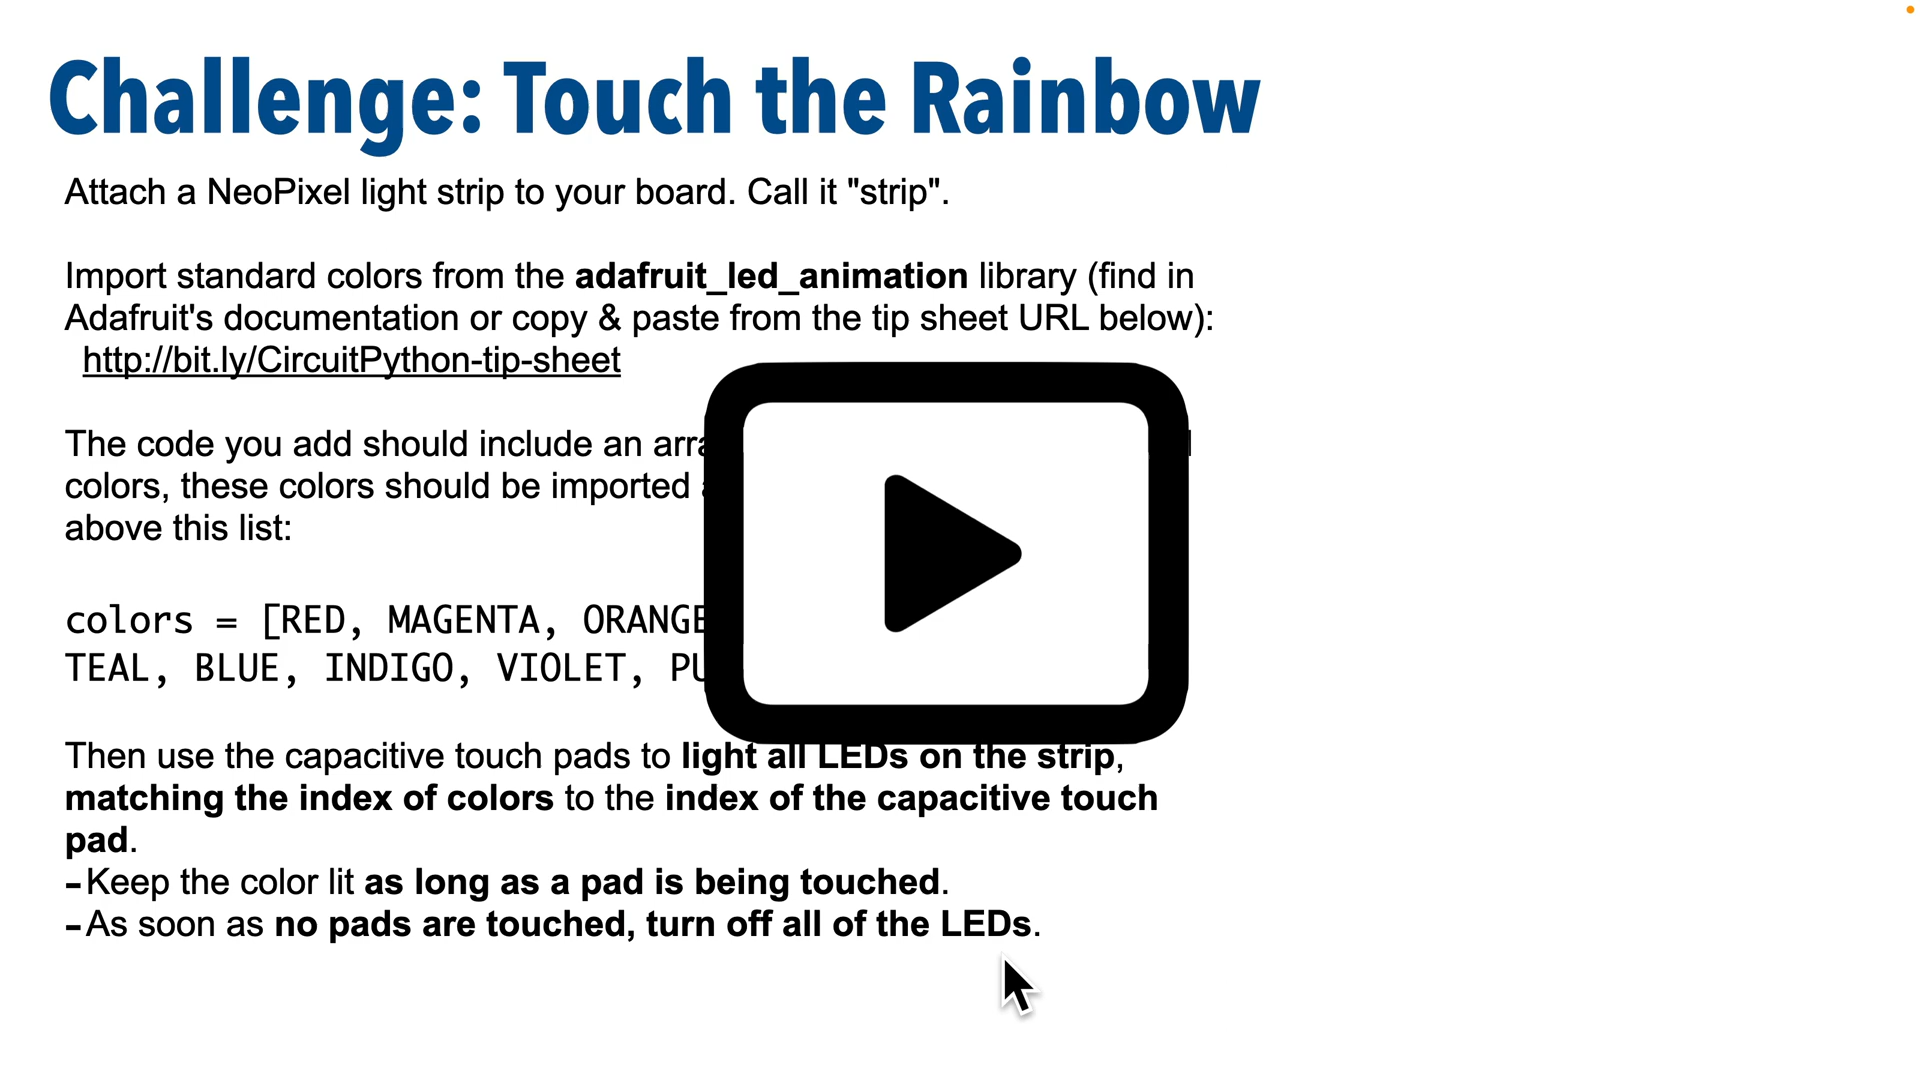 Challenge: Touch the Rainbow
Attach a NeoPixel light strip to your board. Call it "strip".
Import standard colors from the adafruit_led_animation library (find in
Adafruit's documentation or copy & paste from the tip sheet URL below):
http://bit.ly/CircuitPython-tip-sheet
The code you add should include an
colors, these colors should be imported
above this list:
colors = [RED, MAGENTA, ORANGE
TEAL, BLUE, INDIGO, VIOLET,
Then use the capacitive touch pads to light all LEDs on the strip,
matching the index of colors to the index of the capacitive touch
pad.
-Keep the color lit as long as a pad is being touched.
-As soon as no pads are touched, turn off all of the LEDs.